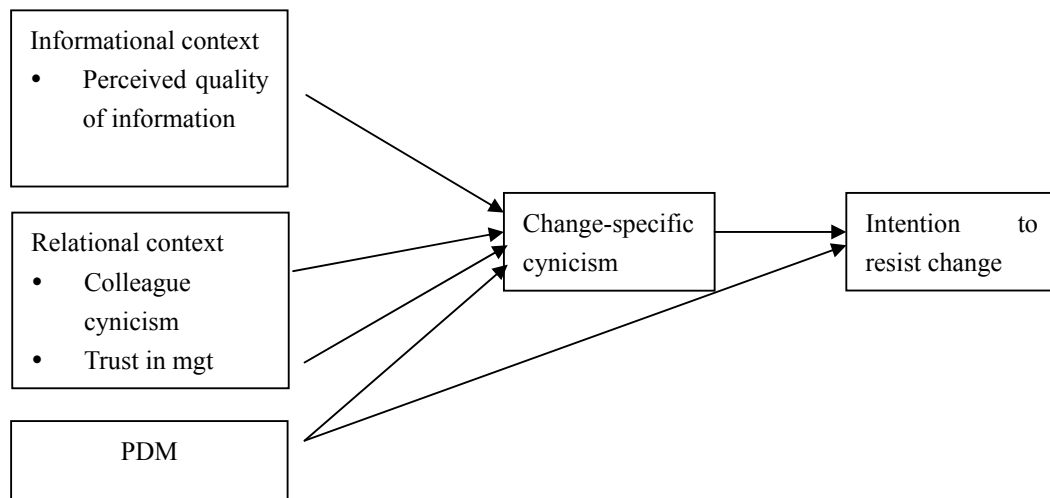 Informational context
• Perceived quality
of information
Relational context
• Colleague
cynicism
• Trust in mgt
PDM
Change-specific
cynicism
Intention to
resist change